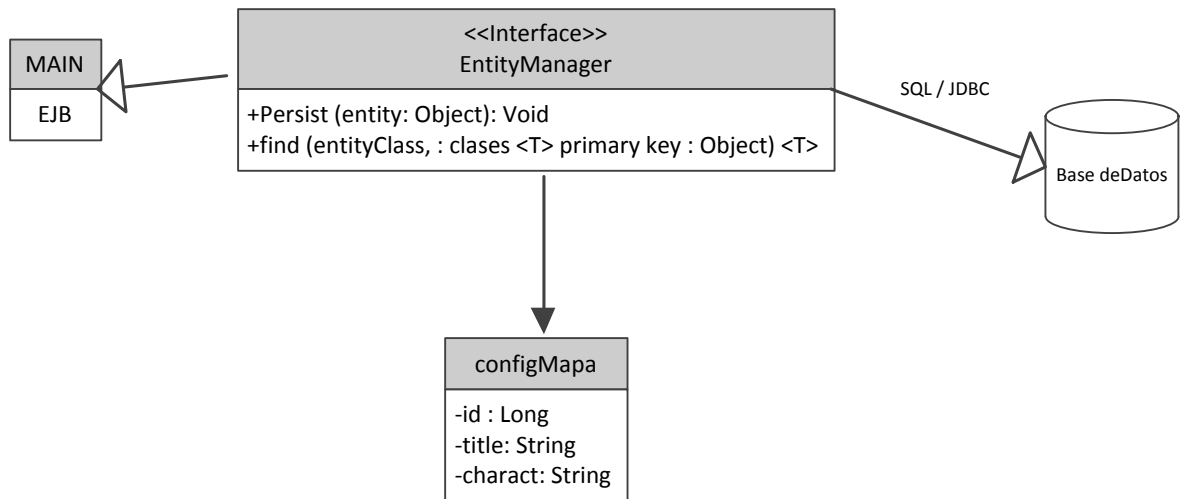 <<Interface>>
EntityManager
MAIN
EJB
+Persist (entity: Object): Void
+find (entityClass, : clases <T> primary key : Object) <T>
SQL / JDBC
Base deDatos
configMapa
-id : Long
-title: String
-charact: String